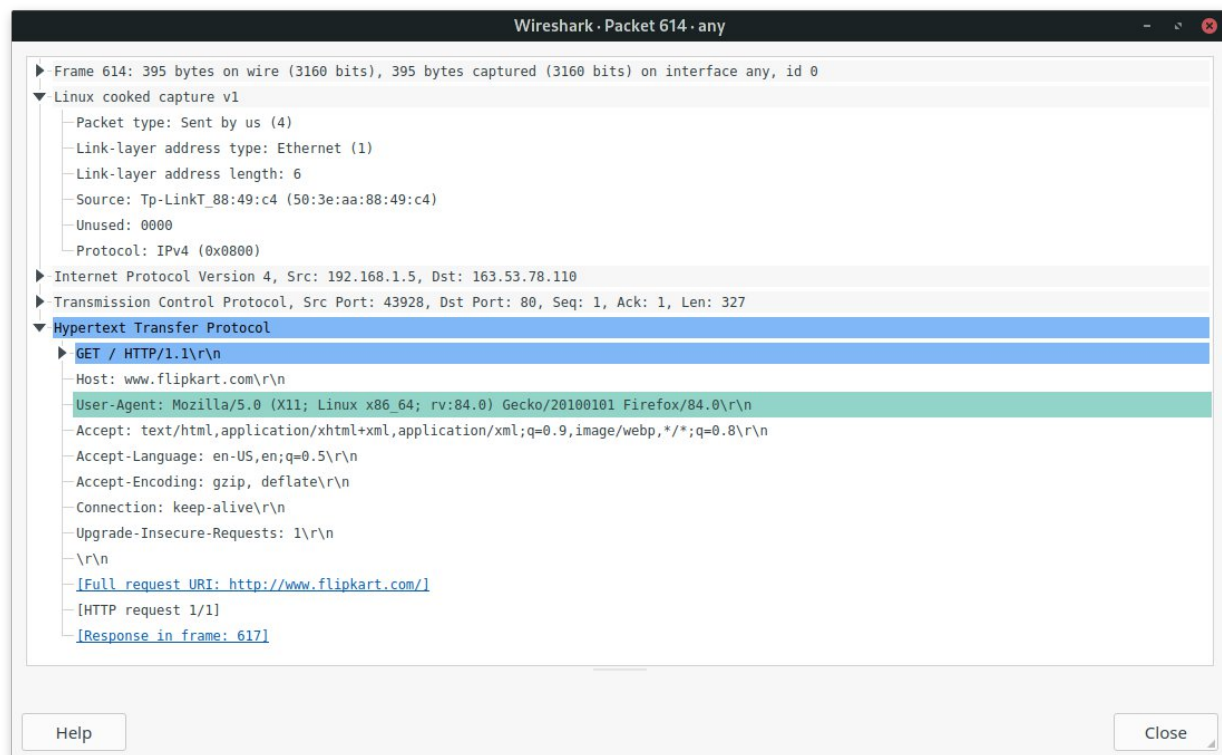 Wireshark · Packet 614 · any
Frame 614: 395 bytes on wire (3160 bits), 395 bytes captured (3160 bits) on interface any, id 0
Linux cooked capture v1
Packet type: Sent by us (4)
Link-layer address type: Ethernet (1)
Link-layer address length: 6
Source: Tp-LinkT_88:49:c4 (50:3e:aa:88:49:c4)
Unused: 0000
Protocol: IPv4 (0x0800)
Internet Protocol Version 4, Src: 192.168.1.5, Dst: 163.53.78.110
Transmission Control Protocol, Src Port: 43928, Dst Port: 80, Seq: 1, Ack: 1, Len: 327
Hypertext Transfer Protocol
GET / HTTP/1.1\r\n
Host: www.flipkart.com\r\n
User-Agent: Mozilla/5.0 (X11; Linux x86_64; rv:84.0) Gecko/20100101 Firefox/84.0\r\n
Accept: text/html,application/xhtml+xml,application/xml;q=0.9,image/webp,*/*;q=0.8\r\n
Accept-Language: en-US,en;q=0.5\r\n
Accept-Encoding: gzip, deflate\r\n
Connection: keep-alive\r\n
Upgrade-Insecure-Requests: 1\r\n
\r\n
[Full request URI: http://www.flipkart.com/]
[HTTP request 1/1]
[Response in frame: 617]
Help
Close